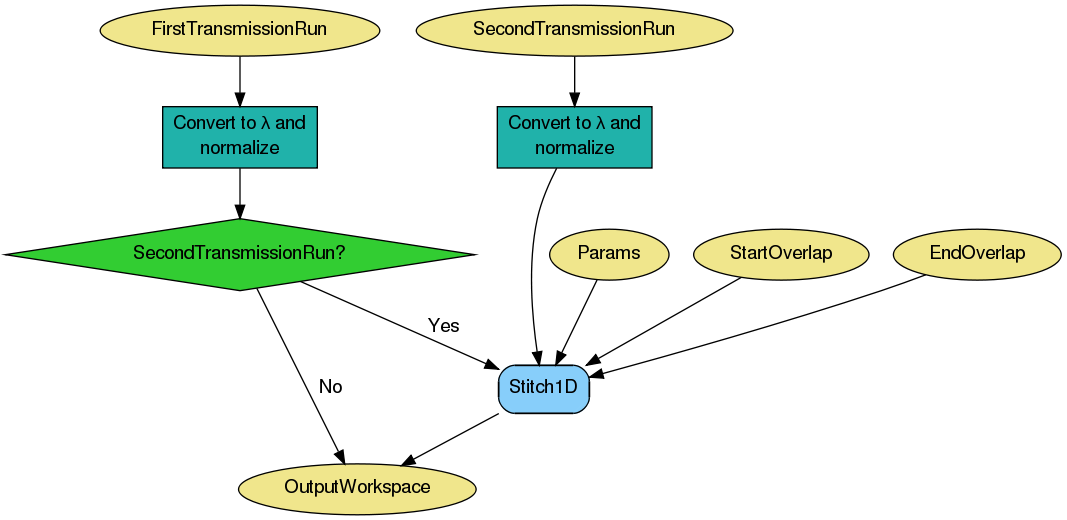 FirstTransmissionRun
SecondTransmissionRun
Convert to λ and
normalize
Convert to λ and
normalize
SecondTransmissionRun?
Params
StartOverlap
EndOverlap
Yes
No
Stitch1D
OutputWorkspace